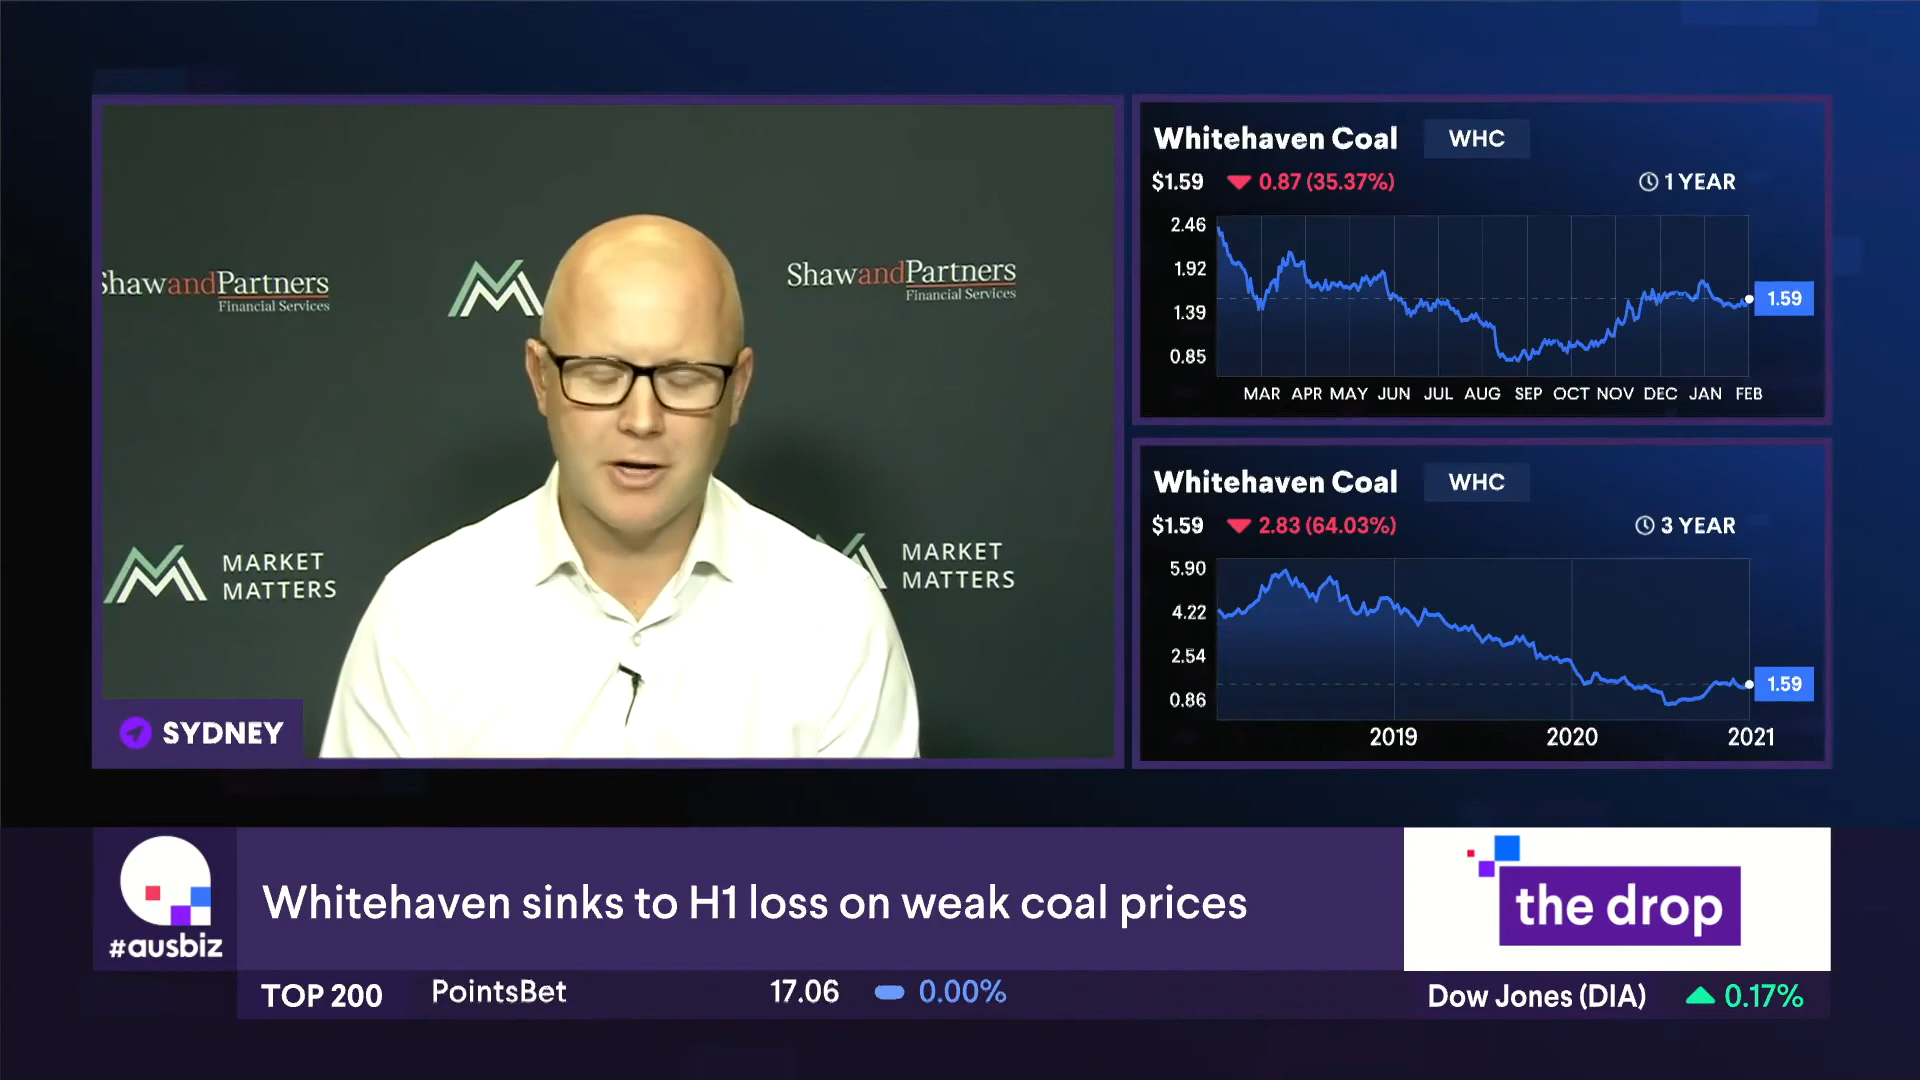 ShawandPartners
Financial Services
ShawandPartners
Financial Services
MARKET
MATTERS
MARKET
MATTERS
SYDNEY
Whitehaven Coal WHC
$1.59 0.87 (35.37%) 1 YEAR
2.46
1.92
1.39
0.85
1.59
MAR APR MAY JUN JUL AUG SEP OCT NOV DEC JAN FEB
Whitehaven Coal WHC
$1.59 2.83 (64.03%) 3 YEAR
5.90
4.22
2.54
0.86
1.59
2019 2020 2021
#ausbiz
Whitehaven sinks to H1 loss on weak coal prices
the drop
TOP 200 PointsBet 17.06 0.00%
Dow Jones (DIA) 0.17%